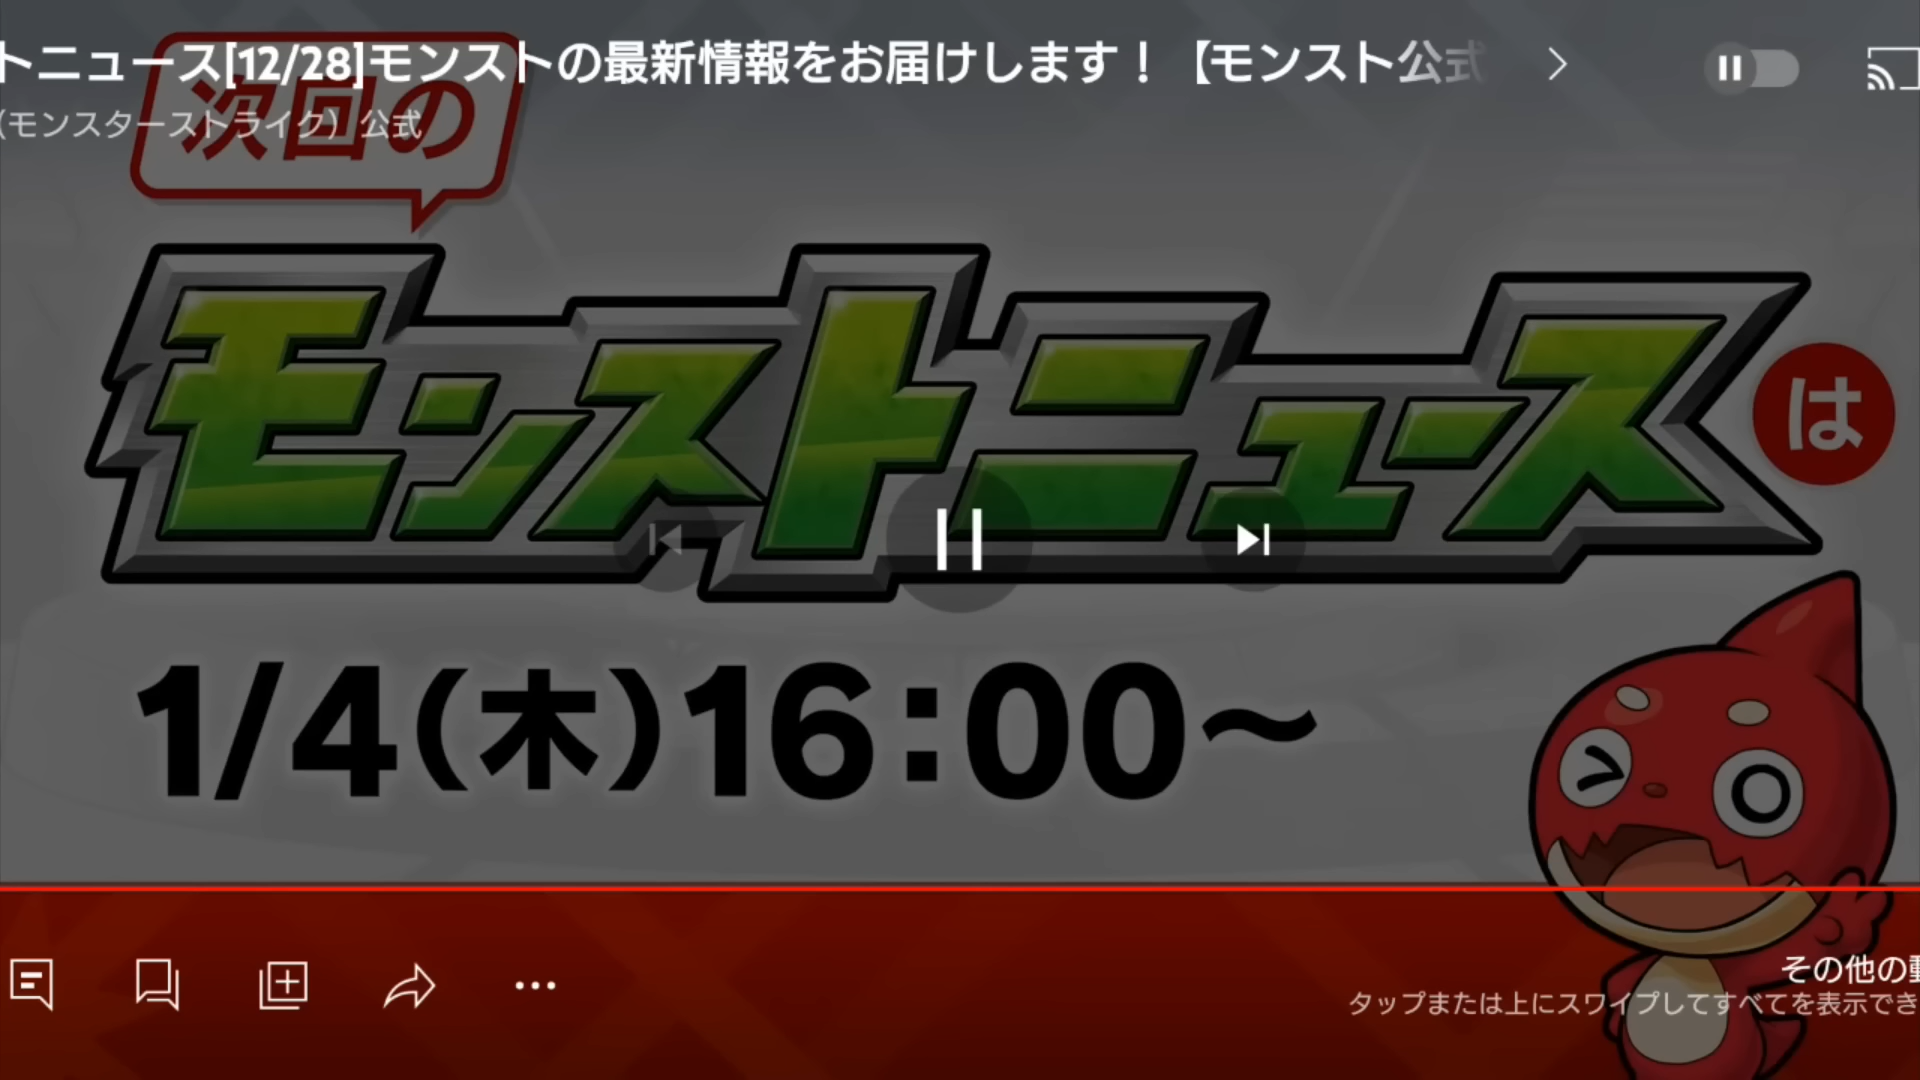 トニュース[12/28]モンストの最新情報をお届けします！【モンスト公式
（モンスターストライク）公式
次回の
モンストニュース
は
1/4(木)16:00〜
その他の動
タップまたは上にスワイプしてすべてを表示でき